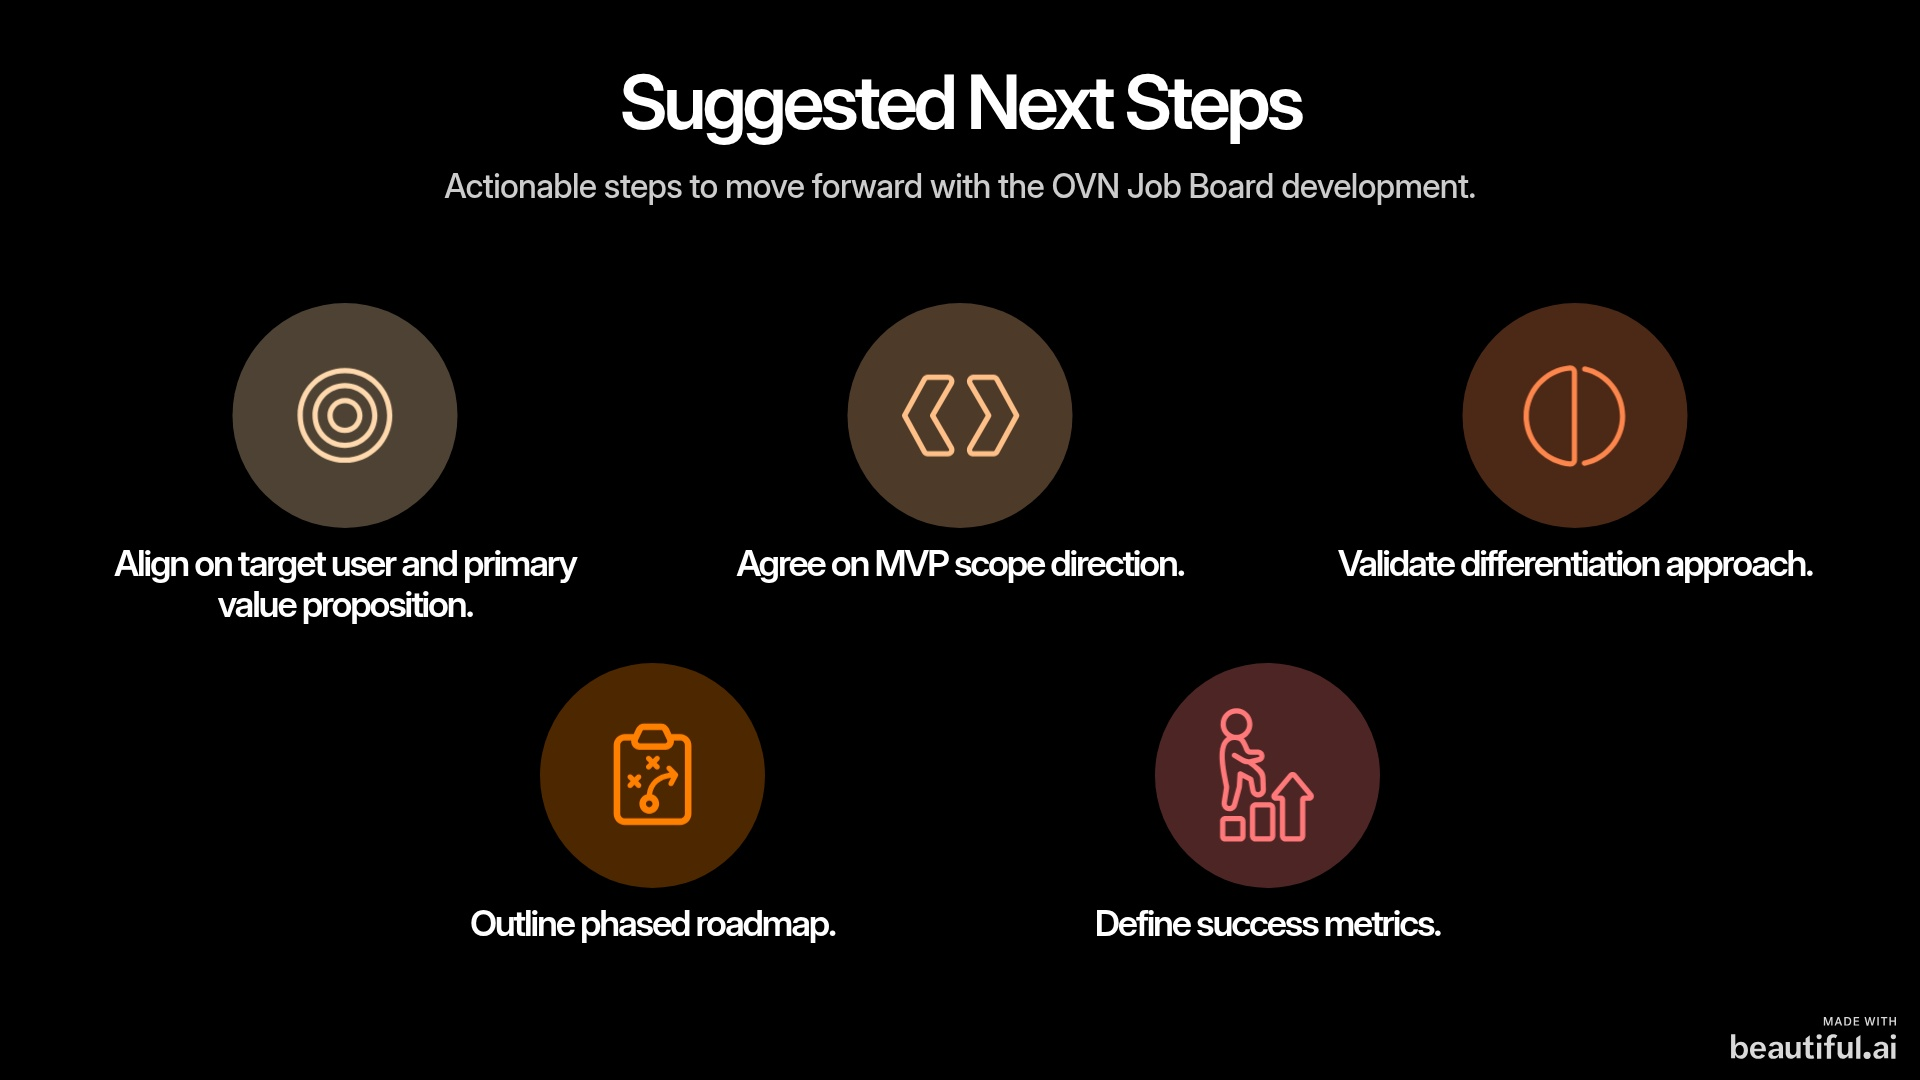 Suggested Next Steps
Actionable steps to move forward with the OVN Job Board development.
Align on target user and primary
value proposition.
Agree on MVP scope direction.
Validate differentiation approach.
Outline phased roadmap.
Define success metrics.
MADE WITH
beautiful.ai